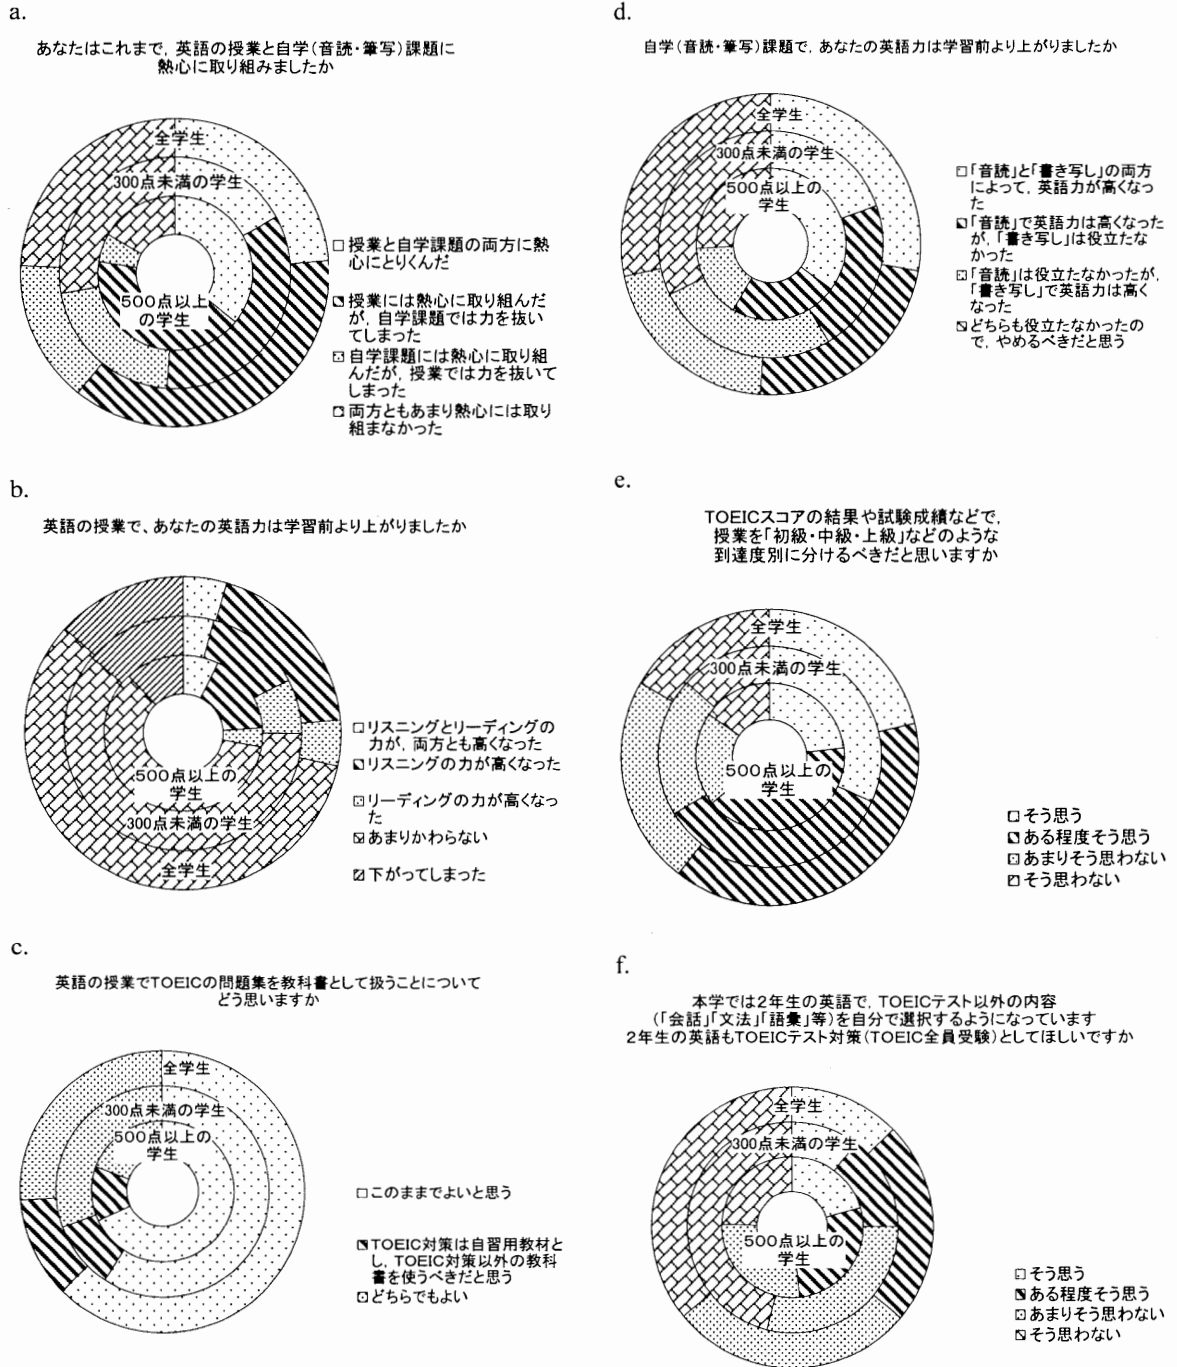 a.
あなたはこれまで, 英語の授業と自学(音読・筆写)課題に
熱心に取り組みましたか
全学生
300点未満の学生
500点以上
の学生
授業と自学課題の両方に熱
心にとりくんだ
授業には熱心に取り組んだ
が, 自学課題では力を抜い
てしまった
自学課題には熱心に取り組
んだが, 授業では力を抜いて
しまった
両方ともあまり熱心には取り
組まなかった
b.
英語の授業で、あなたの英語力は学習前より上がりましたか
500点以上の
学生
300点未満の学生
全学生
リスニングとリーディングの
力が, 両方とも高くなった
リスニングの力が高くなった
リーディングの力が高くなっ
た
あまりかわらない
下がってしまった
c.
英語の授業でTOEICの問題集を教科書として扱うことについて
どう思いますか
全学生
300点未満の学生
500点以上の
学生
このままでよいと思う
TOEIC対策は自習用教材と
し, TOEIC対策以外の教科
書を使うべきだと思う
どちらでもよい
d.
自学(音読・筆写)課題で, あなたの英語力は学習前より上がりましたか
全学生
300点未満の学生
500点以上の
学生
「音読」と「書き写し」の両方
によって, 英語力が高くなっ
た
「音読」で英語力は高くなった
が, 「書き写し」は役立たな
かった
「音読」は役立たなかったが,
「書き写し」で英語力は高く
なった
どちらも役立たなかったの
で, やめるべきだと思う
e.
TOEICスコアの結果や試験成績などで,
授業を「初級・中級・上級」などのような
到達度別に分けるべきだと思いますか
全学生
300点未満の学生
500点以上の
学生
そう思う
ある程度そう思う
あまりそう思わない
そう思わない
f.
本学では2年生の英語で, TOEICテスト以外の内容
(「会話」「文法」「語彙」等)を自分で選択するようになっています
2年生の英語もTOEICテスト対策(TOEIC全員受験)としてほしいですか
全学生
300点未満の学生
500点以上の
学生
そう思う
ある程度そう思う
あまりそう思わない
そう思わない